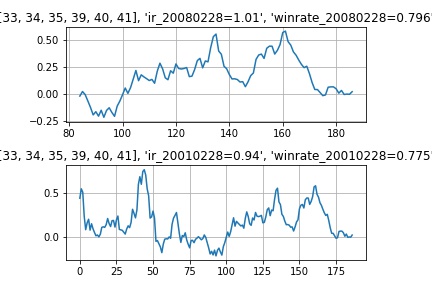 [33, 34, 35, 39, 40, 41], 'ir_20080228=1.01', 'winrate_20080228=0.796'
0.50
0.25
0.00
−0.25
80 100 120 140 160 180
[33, 34, 35, 39, 40, 41], 'ir_20010228=0.94', 'winrate_20010228=0.775'
0.5
0.0
0 25 50 75 100 125 150 175